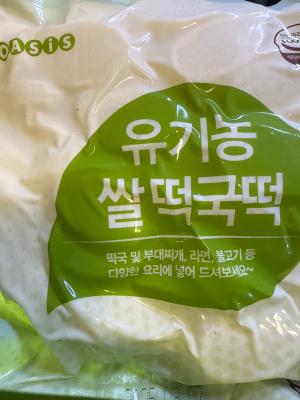 OASIS
유기농
쌀떡국떡
떡국 및 부대찌개, 라면, 불고기 등
다양한 요리에 넣어 드셔보세요~